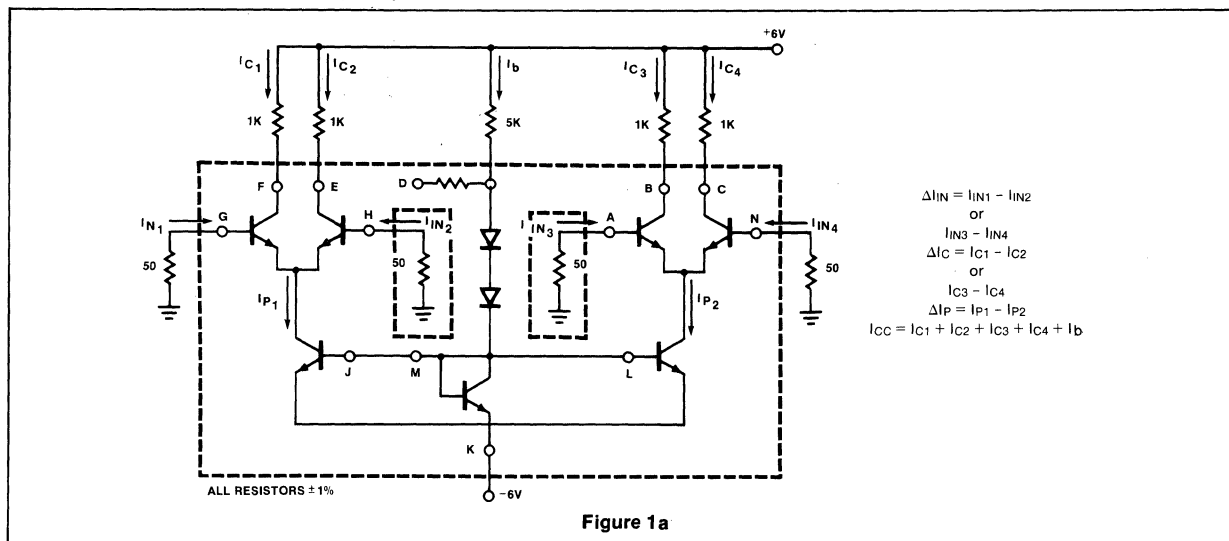 +6V
IC1
IC2
Ib
IC3
IC4
1K
1K
5K
1K
1K
F
E
D
B
C
IN1
G
H
IIN2
IIN3
A
N
IIN4
50
50
50
50
IP1
IP2
J
M
L
K
-6V
ALL RESISTORS ±1%
ΔIIN = IIN1 − IIN2
or
IIN3 − IIN4
ΔIC = IC1 − IC2
or
IC3 − IC4
ΔIP = IP1 − IP2
ICC = IC1 + IC2 + IC3 + IC4 + Ib
Figure 1a